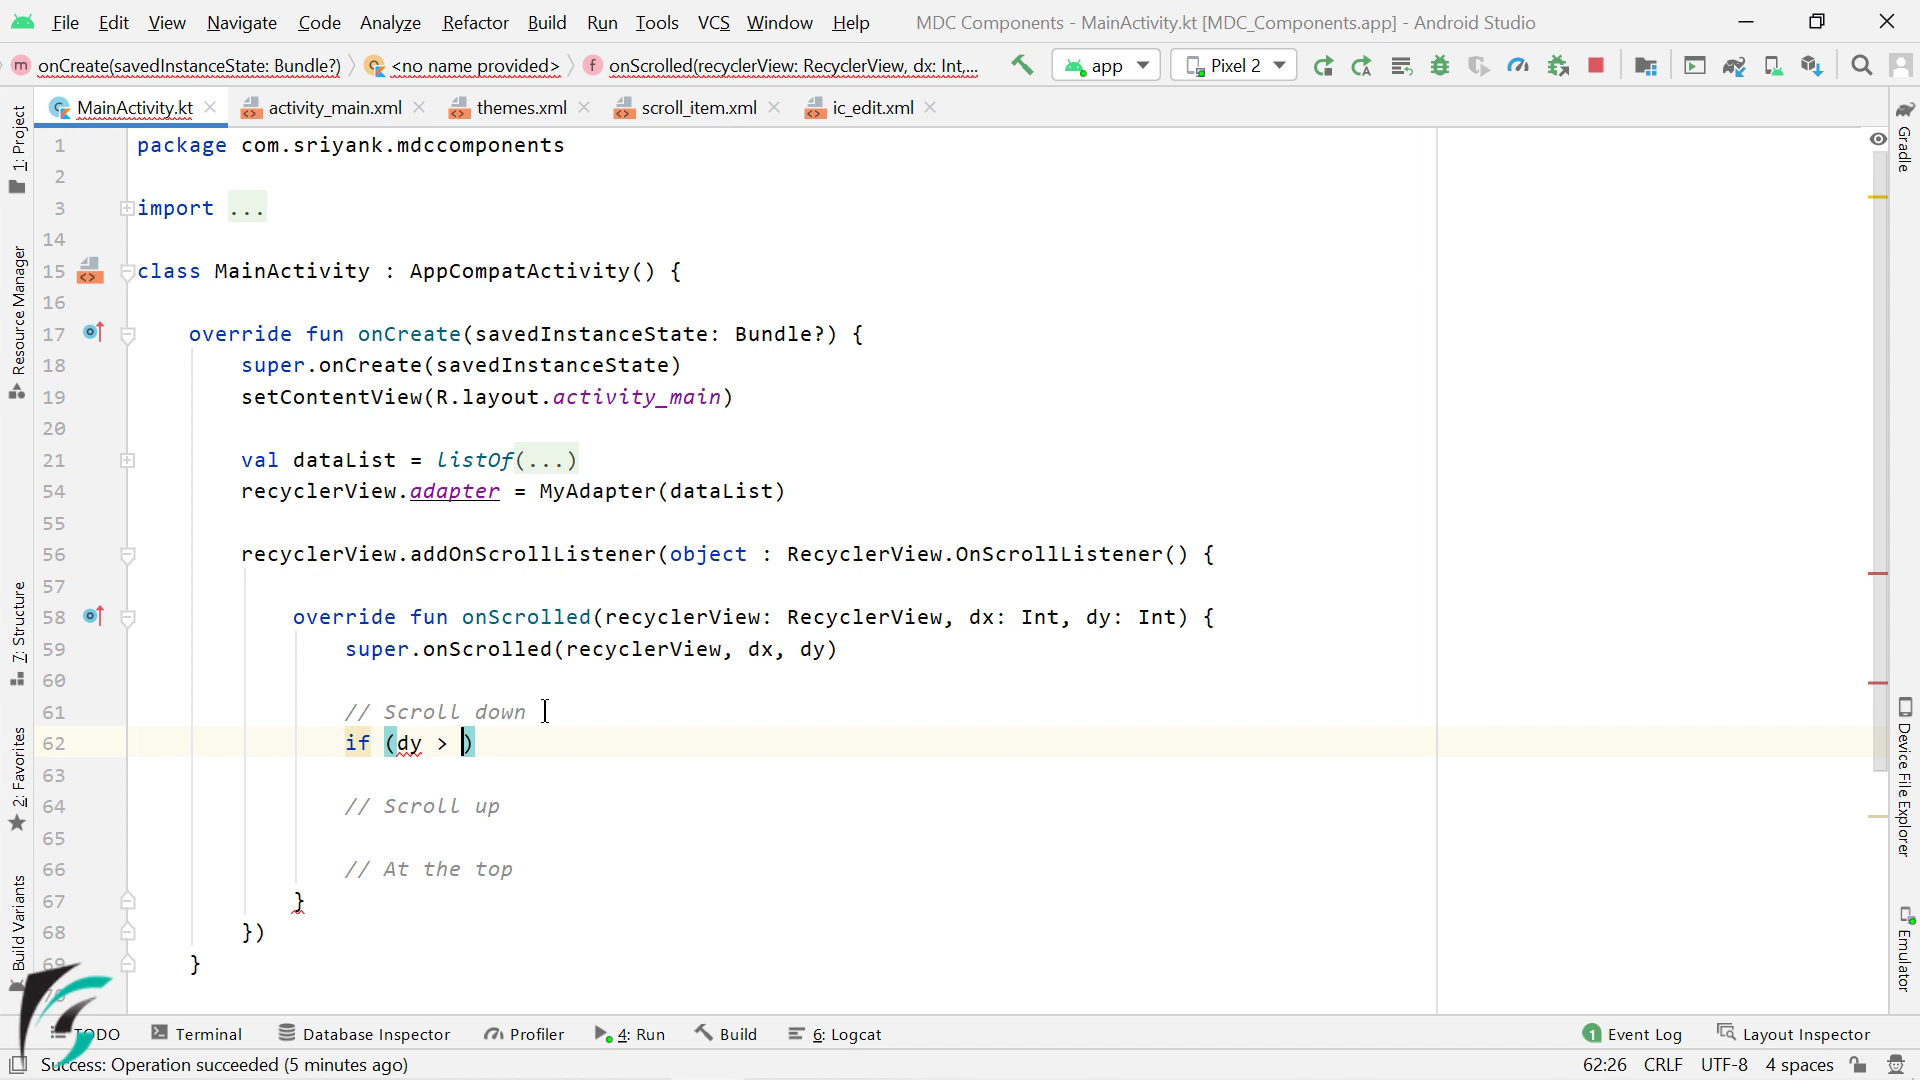 File Edit View Navigate Code Analyze Refactor Build Run Tools VCS Window Help MDC Components - MainActivity.kt [MDC_Components.app] - Android Studio
onCreate(savedInstanceState: Bundle?) <no name provided> onScrolled(recyclerView: RecyclerView, dx: Int, dy: Int,... app Pixel 2
MainActivity.kt activity_main.xml themes.xml scroll_item.xml ic_edit.xml
1: Project
Resource Manager
7: Structure
2: Favorites
Build Variants
1 package com.sriyank.mdccomponents
2
3 import ...
14
15 class MainActivity : AppCompatActivity() {
16
17 override fun onCreate(savedInstanceState: Bundle?) {
18 super.onCreate(savedInstanceState)
19 setContentView(R.layout.activity_main)
20
21 val dataList = listOf(...)
54 recyclerView.adapter = MyAdapter(dataList)
55
56 recyclerView.addOnScrollListener(object : RecyclerView.OnScrollListener() {
57
58 override fun onScrolled(recyclerView: RecyclerView, dx: Int, dy: Int) {
59 super.onScrolled(recyclerView, dx, dy)
60
61 // Scroll down
62 if (dy > )
63
64 // Scroll up
65
66 // At the top
67 }
68 })
69 }
70
Gradle
Device File Explorer
Emulator
TODO Terminal Database Inspector Profiler 4: Run Build 6: Logcat 1 Event Log Layout Inspector
Success: Operation succeeded (5 minutes ago) 62:26 CRLF UTF-8 4 spaces